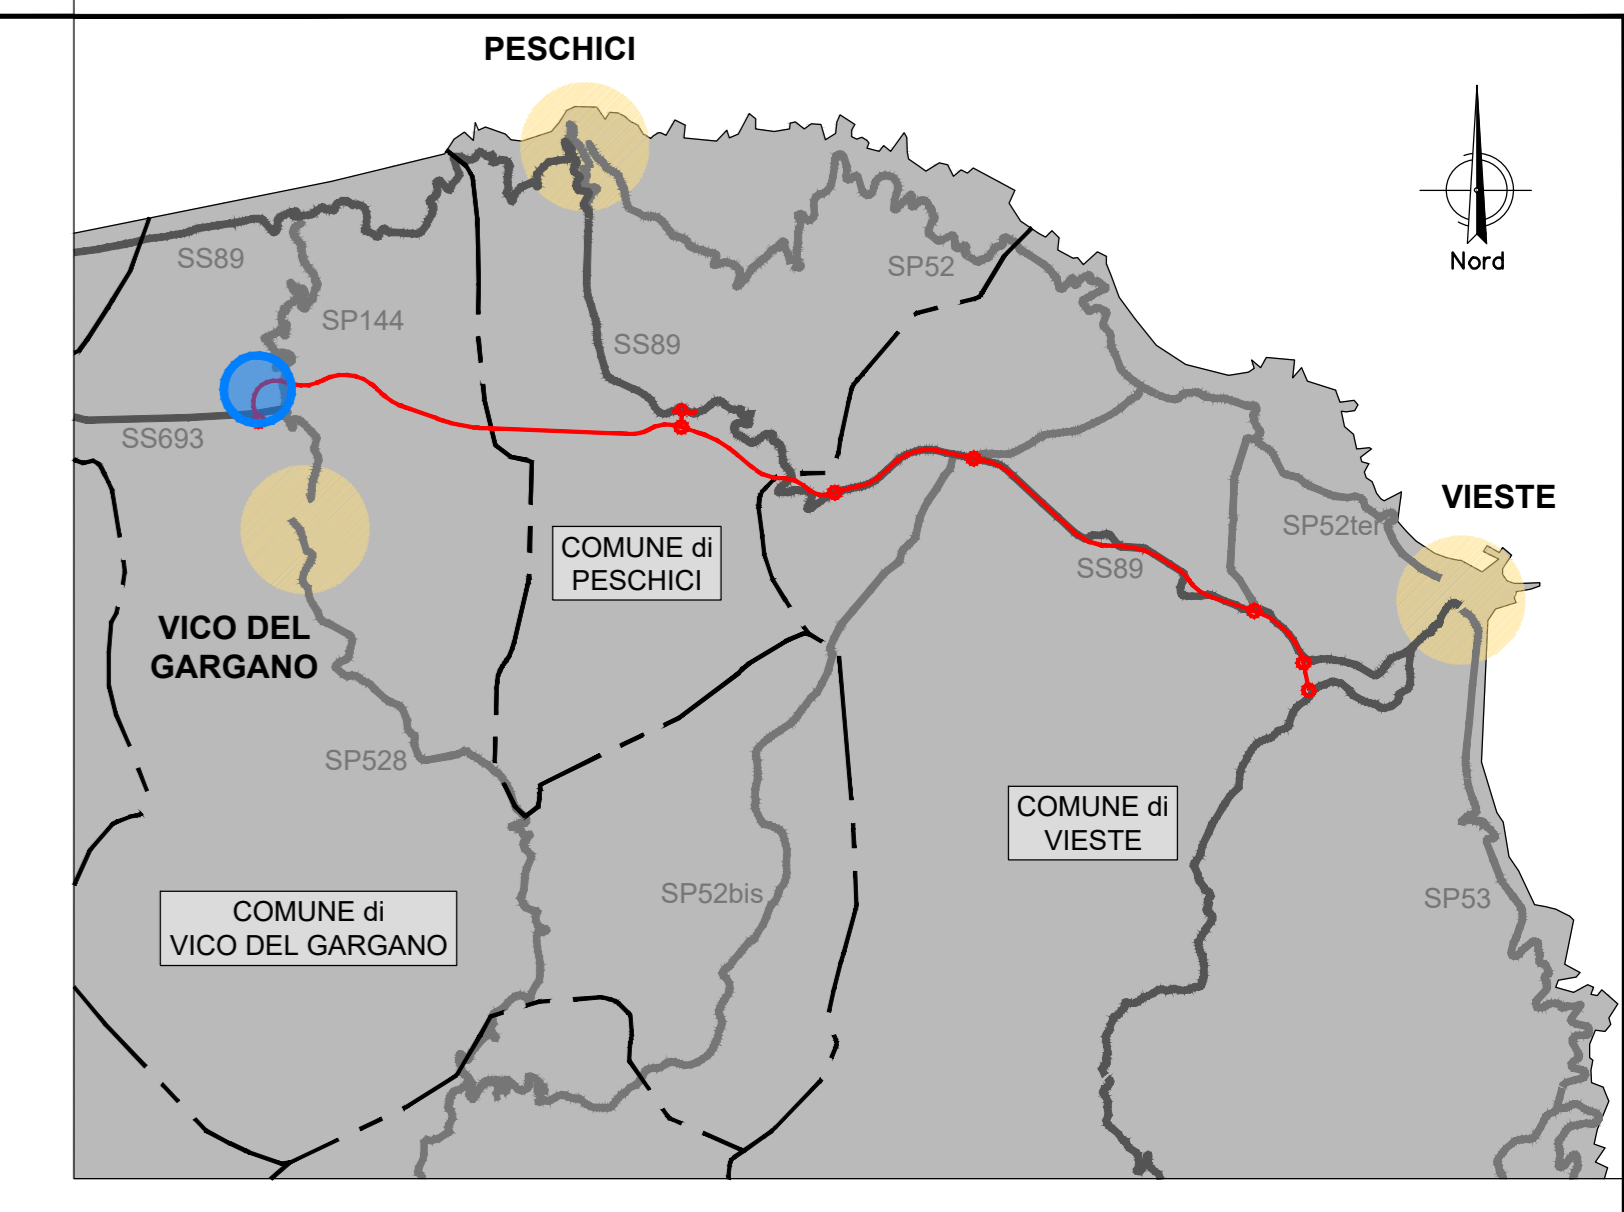 PESCHICI
Nord
SS89
SP52
SP144
SS89
SS693
VIESTE
SP52ter
COMUNE di
PESCHICI
SS89
VICO DEL
GARGANO
SP528
COMUNE di
VIESTE
SP52bis
SP53
COMUNE di
VICO DEL GARGANO